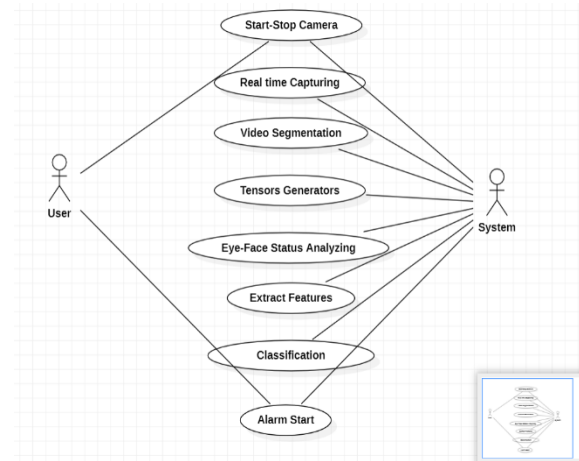 Start-Stop Camera
Real time Capturing
Video Segmentation
Tensors Generators
User
System
Eye-Face Status Analyzing
Extract Features
Classification
Alarm Start